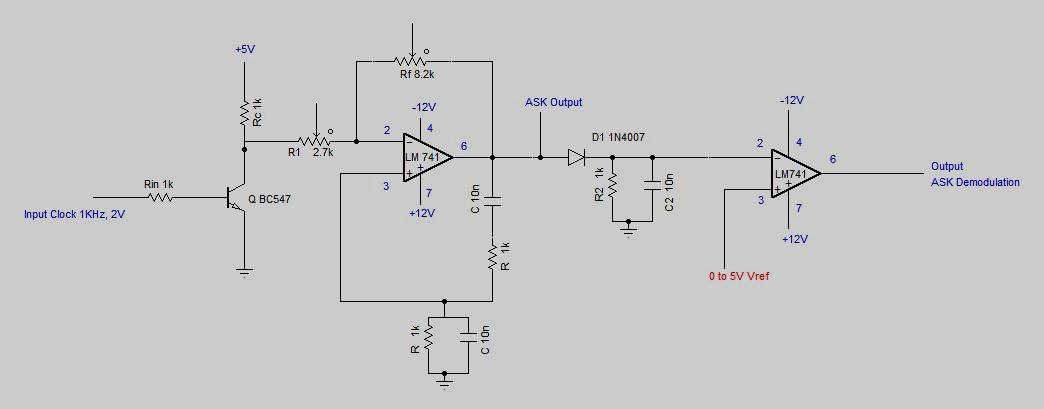 +5V
Rc 1k
Rin 1k
Input Clock 1KHz, 2V
Q BC547
R1 2.7k
Rf 8.2k
-12V
4
2
LM 741
6
3
7
+12V
C 10n
R 1k
R 1k
C 10n
ASK Output
D1 1N4007
R2 1k
C2 10n
-12V
4
2
LM741
6
3
7
+12V
0 to 5V Vref
Output
ASK Demodulation